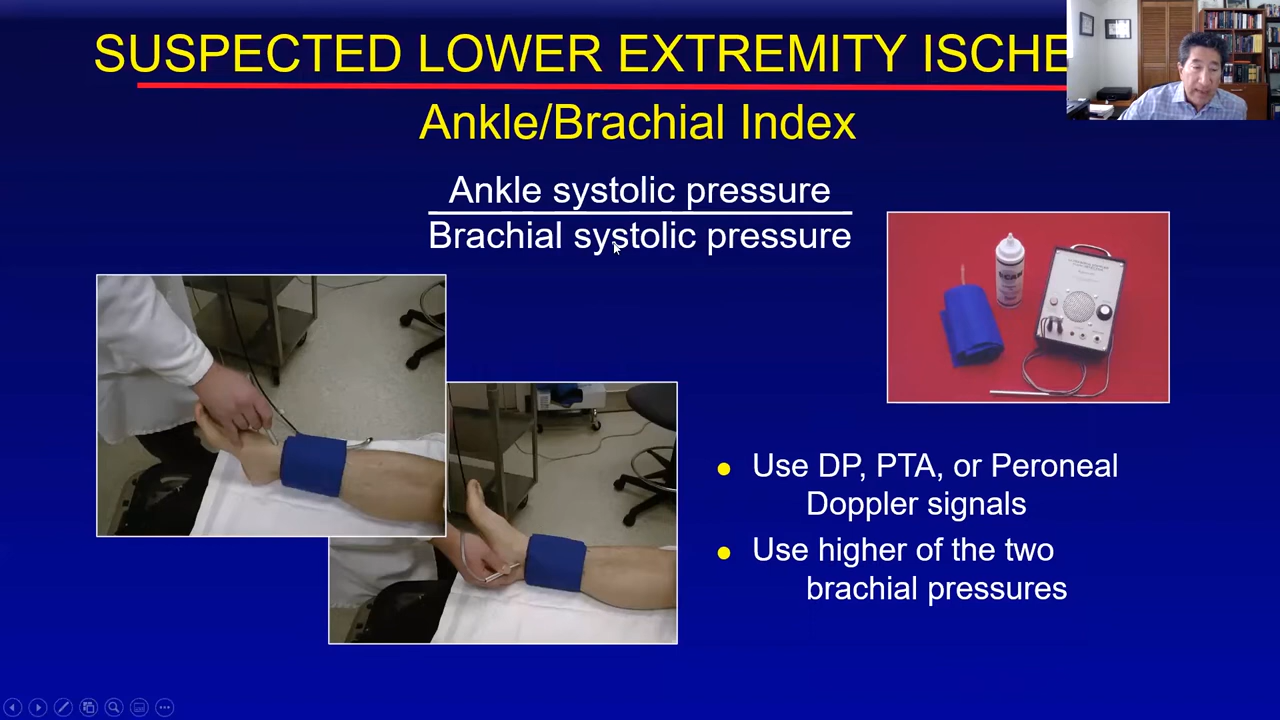 SUSPECTED LOWER EXTREMITY ISCHE
Ankle/Brachial Index
Ankle systolic pressure
Brachial systolic pressure
• Use DP, PTA, or Peroneal
Doppler signals
• Use higher of the two
brachial pressures